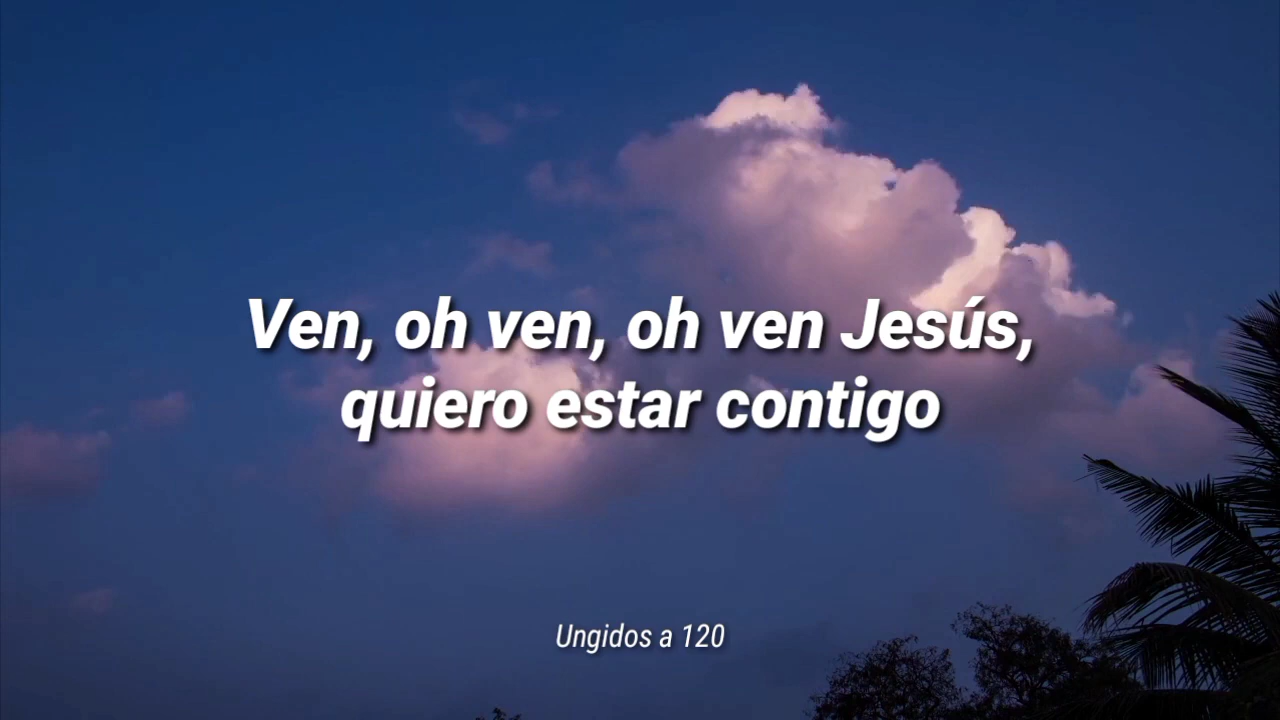 Ven, oh ven, oh ven Jesús,
quiero estar contigo
Ungidos a 120